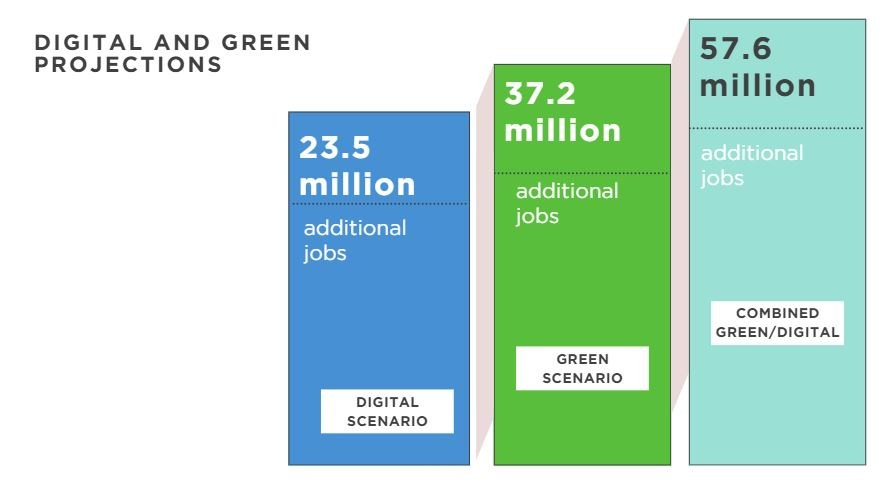 DIGITAL AND GREEN
PROJECTIONS
23.5
million
additional
jobs
DIGITAL
SCENARIO
37.2
million
additional
jobs
GREEN
SCENARIO
57.6
million
additional
jobs
COMBINED
GREEN/DIGITAL